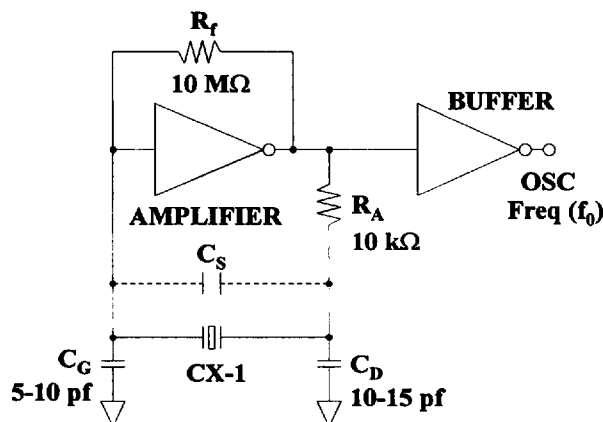 Rf
10 MΩ
BUFFER
AMPLIFIER
OSC
Freq (f0)
RA
10 kΩ
CS
CG
5-10 pf
CX-1
CD
10-15 pf